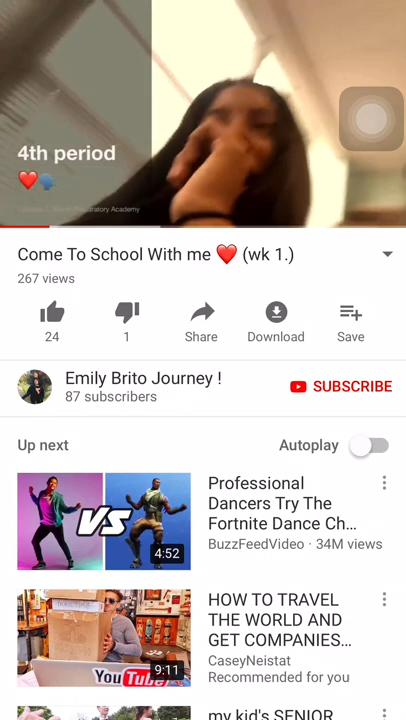 4th period
❤️🗣️
ratory Academy
Come To School With me ❤️ (wk 1.)
267 views
24
1
Share
Download
Save
Emily Brito Journey !
87 subscribers
SUBSCRIBE
Up next
Autoplay
VS
4:52
Professional
Dancers Try The
Fortnite Dance Ch...
BuzzFeedVideo · 34M views
YouTube
9:11
HOW TO TRAVEL
THE WORLD AND
GET COMPANIES...
CaseyNeistat
Recommended for you
my kid's SENIOR